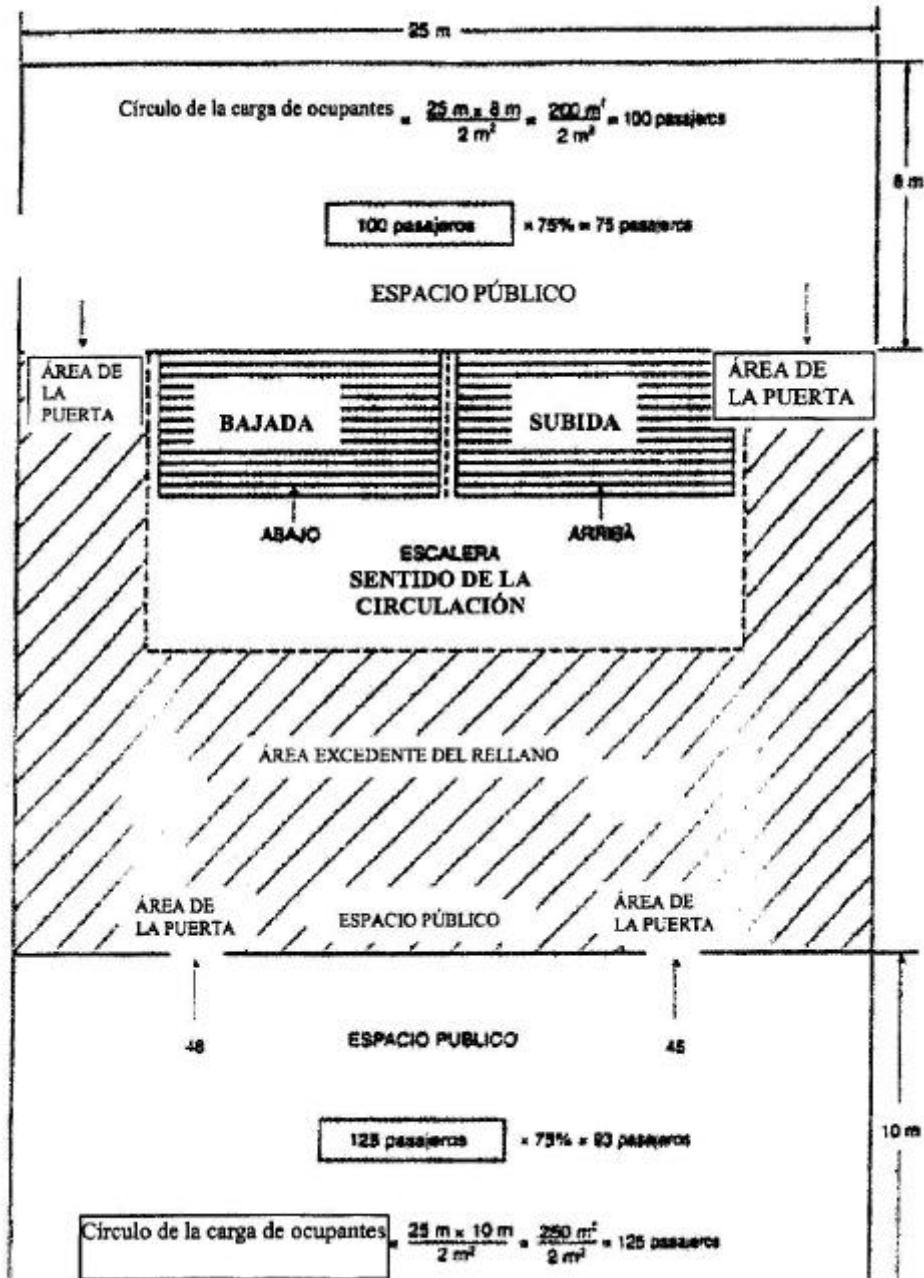 25 m
Círculo de la carga de ocupantes = 25 m x 8 m / 2 m² = 200 m² / 2 m² = 100 pasajeros
8 m
100 pasajeros × 75% = 75 pasajeros
ESPACIO PÚBLICO
ÁREA DE
LA
PUERTA
ÁREA DE
LA PUERTA
BAJADA
SUBIDA
ABAJO
ARRIBA
ESCALERA
SENTIDO DE LA
CIRCULACIÓN
ÁREA EXCEDENTE DEL RELLANO
ÁREA DE
LA PUERTA
ESPACIO PÚBLICO
ÁREA DE
LA PUERTA
ESPACIO PUBLICO
45
10 m
125 pasajeros × 75% = 93 pasajeros
Círculo de la carga de ocupantes = 25 m x 10 m / 2 m² = 250 m² / 2 m² = 125 pasajeros